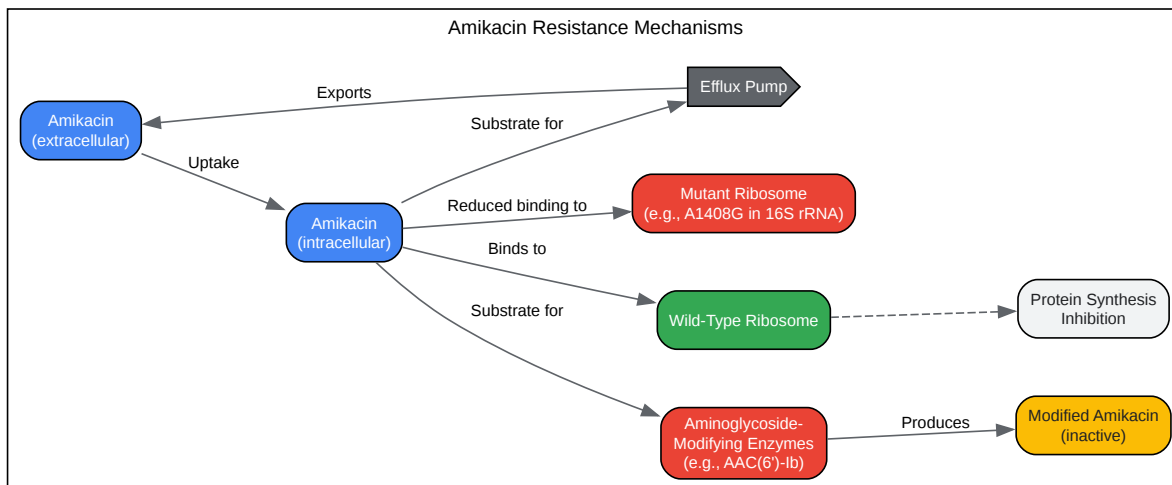 Amikacin Resistance Mechanisms
Efflux Pump
Exports
Amikacin
(extracellular)
Substrate for
Uptake
Mutant Ribosome
(e.g., A1408G in 16S rRNA)
Reduced binding to
Amikacin
(intracellular)
Binds to
Protein Synthesis
Inhibition
Substrate for
Wild-Type Ribosome
Aminoglycoside-
Modifying Enzymes
(e.g., AAC(6')-Ib)
Produces
Modified Amikacin
(inactive)